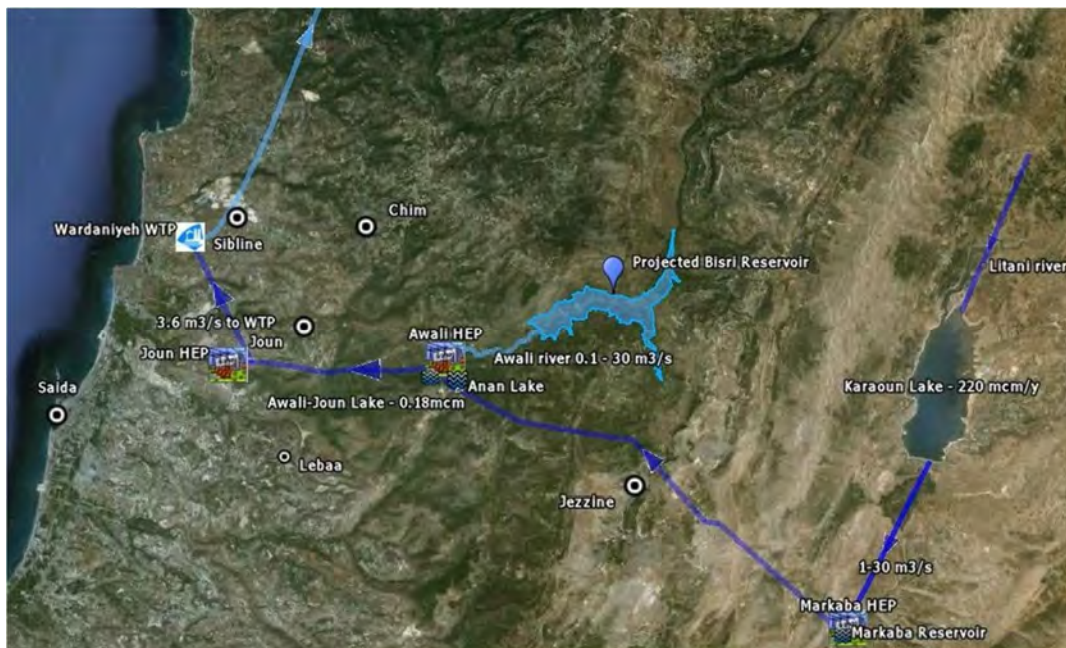 Chim
Wardaniyeh WTP
Sibline
Projected Bisri Reservoir
Litani river
3.6 m3/s to WTP
Joun
Awali HEP
Joun HEP
Awali river 0.1 - 30 m3/s
Saida
Anan Lake
Karaoun Lake - 220 mcm/y
Awali-Joun Lake - 0.18mcm
Lebaa
Jezzine
1-30 m3/s
Markaba HEP
Markaba Reservoir